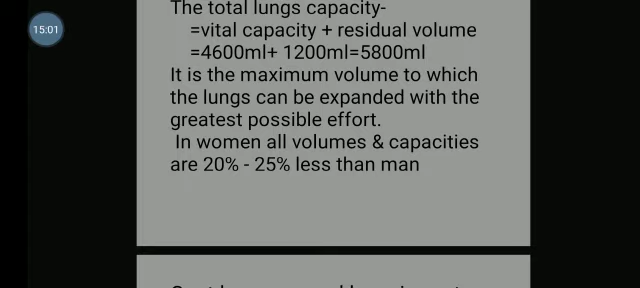 The total lungs capacity-
=vital capacity + residual volume
=4600ml+ 1200ml=5800ml
It is the maximum volume to which
the lungs can be expanded with the
greatest possible effort.
In women all volumes & capacities
are 20% - 25% less than man
15:01